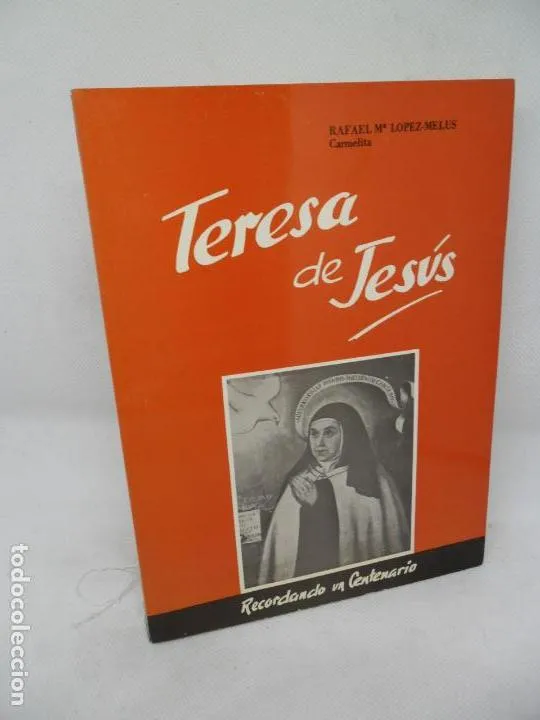 RAFAEL Mª LOPEZ-MELUS
Carmelita
Teresa
de Jesús
Recordando un Centenario
todocoleccion